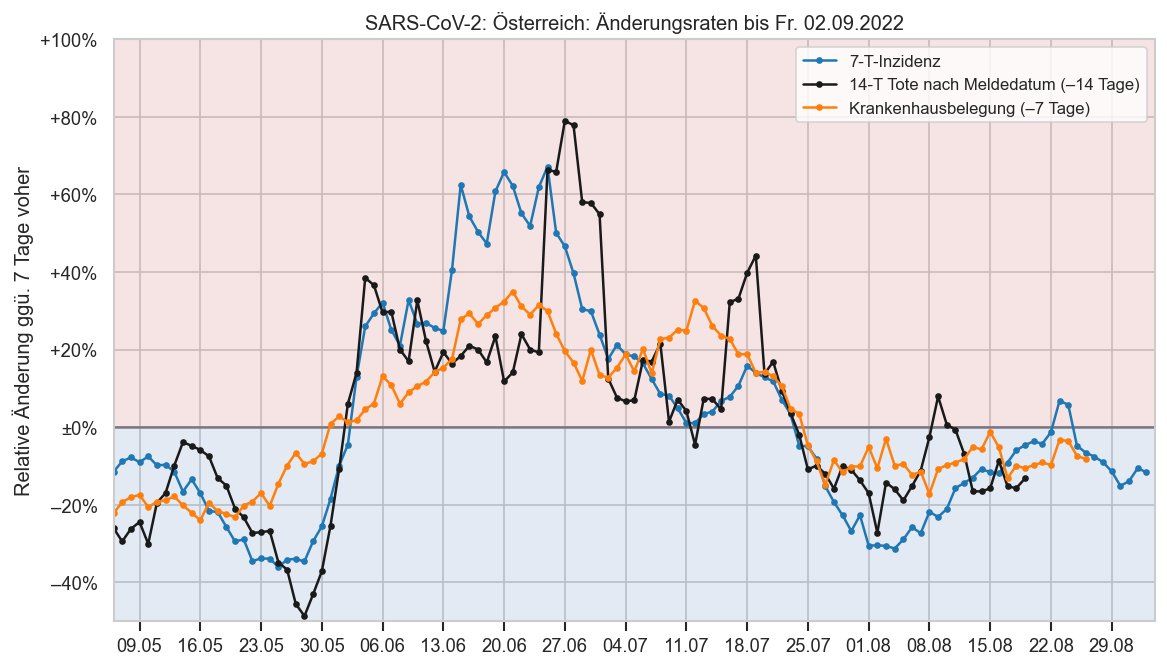 SARS-CoV-2: Österreich: Änderungsraten bis Fr. 02.09.2022
+100%
+80%
+60%
+40%
+20%
±0%
–20%
–40%
Relative Änderung ggü. 7 Tage voher
7-T-Inzidenz
14-T Tote nach Meldedatum (–14 Tage)
Krankenhausbelegung (–7 Tage)
09.05 16.05 23.05 30.05 06.06 13.06 20.06 27.06 04.07 11.07 18.07 25.07 01.08 08.08 15.08 22.08 29.08